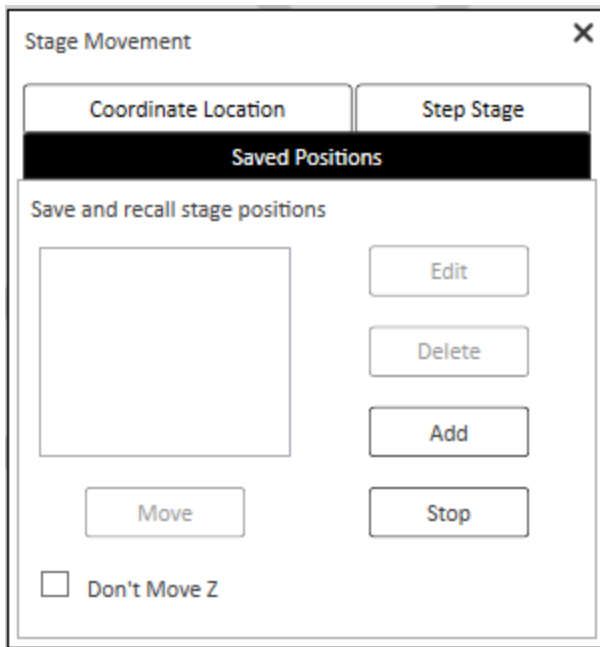 Stage Movement
Coordinate Location
Step Stage
Saved Positions
Save and recall stage positions
Edit
Delete
Add
Move
Stop
Don't Move Z